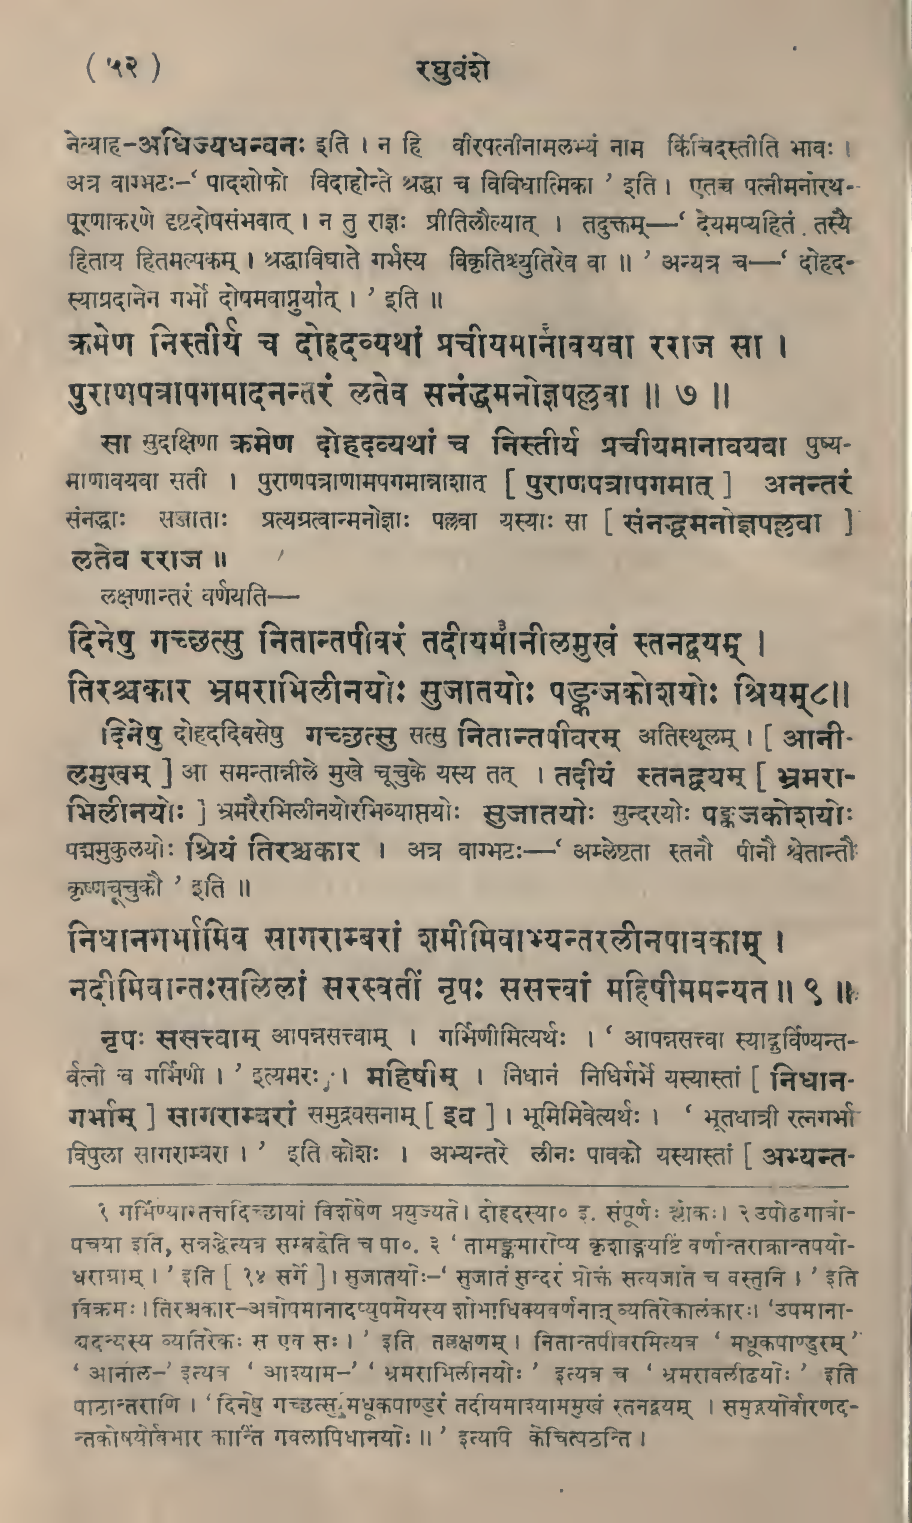 ( ५२ ) रघुवंशे
नेत्याह-अधिज्यधन्वनः इति । न हि वीरपत्नीनामलभ्यं नाम किंचिदस्तीति भावः ।
अत्र वाग्भटः-‘ पादशोफो विदाहोन्ते श्रद्धा च विविधात्मिका ’ इति । एतच्च पत्नीमनोरथ-
पूरणाकरणे दृष्टदोषसंभवात् । न तु राज्ञः प्रीतिलौल्यात् । तदुक्तम्—‘ देयमप्यहितं तस्यै
हिताय हितमल्पकम् । श्रद्धाविघाते गर्भस्य विकृतिश्च्युतिरेव वा ॥ ’ अन्यत्र च—‘ दोहद-
स्याप्रदानेन गर्भो दोषमवाप्नुयात् । ’ इति ॥
क्रमेण निस्तीर्य च दोहदव्यथां प्रचीयमानावयवा रराज सा ।
पुराणपत्रापगमादनन्तरं लतेव सनंद्धमनोज्ञपल्लवा ॥ ७ ॥
सा सुदक्षिणा क्रमेण दोहदव्यथां च निस्तीर्य प्रचीयमानावयवा पुष्य-
माणावयवा सती । पुराणपत्राणामपगमान्नाशात् [ पुराणपत्रापगमात् ] अनन्तरं
संनद्धाः सञ्जाताः प्रत्यग्रत्वान्मनोज्ञाः पल्लवा यस्याः सा [ संनद्धमनोज्ञपल्लवा ]
लतेव रराज ॥
लक्षणान्तरं वर्णयति—
दिनेषु गच्छत्सु नितान्तपीवरं तदीयमानीलमुखं स्तनद्वयम् ।
तिरश्चकार भ्रमराभिलीनयोः सुजातयोः पङ्कजकोशयोः श्रियम्८॥
दिनेषु दोहददिवसेषु गच्छत्सु सत्सु नितान्तपीवरम् अतिस्थूलम् । [ आनी-
लमुखम् ] आ समन्तान्नीले मुखे चूचुके यस्य तत् । तदीयं स्तनद्वयम् [ भ्रमरा-
भिलीनयोः ] भ्रमरैरभिलीनयोरभिव्याप्तयोः सुजातयोः सुन्दरयोः पङ्कजकोशयोः
पद्ममुकुलयोः श्रियं तिरश्चकार । अत्र वाग्भटः—‘ अम्लेष्टता स्तनौ पीनौ श्वेतान्तौ
कृष्णचूचुकौ ’ इति ॥
निधानगर्भामिव सागराम्बरां शमीमिवाभ्यन्तरलीनपावकाम् ।
नदीमिवान्तःसलिलां सरस्वतीं नृपः ससत्त्वां महिषीममन्यत ॥ ९ ॥
नृपः ससत्त्वाम् आपन्नसत्त्वाम् । गर्भिणीमित्यर्थः । ‘ आपन्नसत्त्वा स्याद्गुर्विण्यन्त-
र्वत्नी च गर्भिणी । ’ इत्यमरः । महिषीम् । निधानं निधिर्गर्भे यस्यास्तां [ निधान-
गर्भाम् ] सागराम्बरां समुद्रवसनाम् [ इव ] । भूमिमिवेत्यर्थः । ‘ भूतधात्री रत्नगर्भा
विपुला सागराम्बरा । ’ इति कोशः । अभ्यन्तरे लीनः पावको यस्यास्तां [ अभ्यन्त-
१ गर्भिण्यास्तत्तदिच्छायां विशेषेण प्रयुज्यते । दोहदस्या० इ. संपूर्णः श्लोकः । २ उपोढगात्रो-
पचया इति, सन्नद्धेत्यत्र सम्बद्धेति च पा०. ३ ‘ तामङ्कमारोप्य कृशाङ्गयष्टिं वर्णान्तराक्रान्तपयो-
धराग्राम् । ’ इति [ १४ सर्गे ] । सुजातयोः-‘ सुजातं सुन्दरं प्रोक्तं सत्यजाते च वस्तुनि । ’ इति
विक्रमः । तिरश्चकार-अत्रोपमानादप्युपमेयस्य शोभाधिक्यवर्णनात् व्यतिरेकालंकारः । ‘उपमाना-
द्यदन्यस्य व्यतिरेकः स एव सः । ’ इति तल्लक्षणम् । नितान्तपीवरमित्यत्र ‘ मधूकपाण्डुरम् ’
‘ आनील-’ इत्यत्र ‘ आश्याम-’ ‘ भ्रमराभिलीनयोः ’ इत्यत्र च ‘ भ्रमरावलीढयोः ’ इति
पाठान्तराणि । ‘ दिनेषु गच्छत्सु मधूकपाण्डुरं तदीयमाश्याममुखं स्तनद्वयम् । समुद्गयोर्वारणद-
न्तकोषयोर्बभार कान्तिं गवलापिधानयोः ॥ ’ इत्यपि केचित्पठन्ति ।